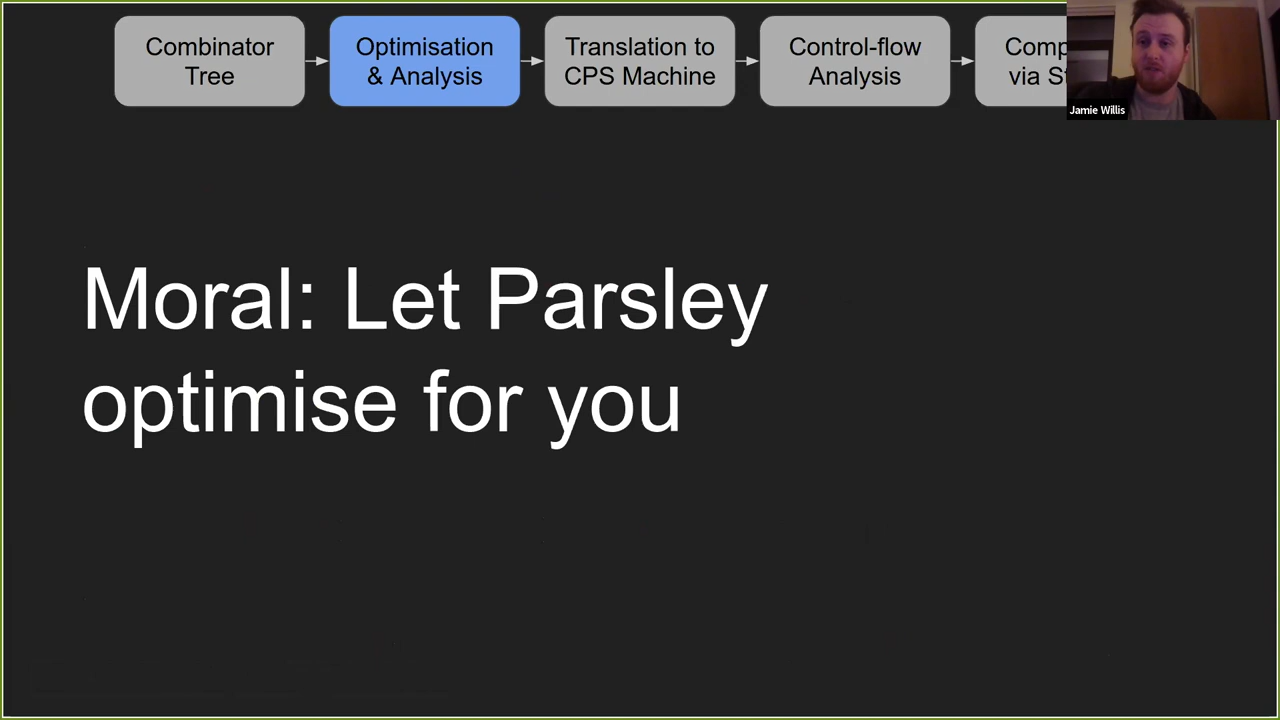 Combinator
Tree
Optimisation
& Analysis
Translation to
CPS Machine
Control-flow
Analysis
via
Jamie Willis
Moral: Let Parsley
optimise for you